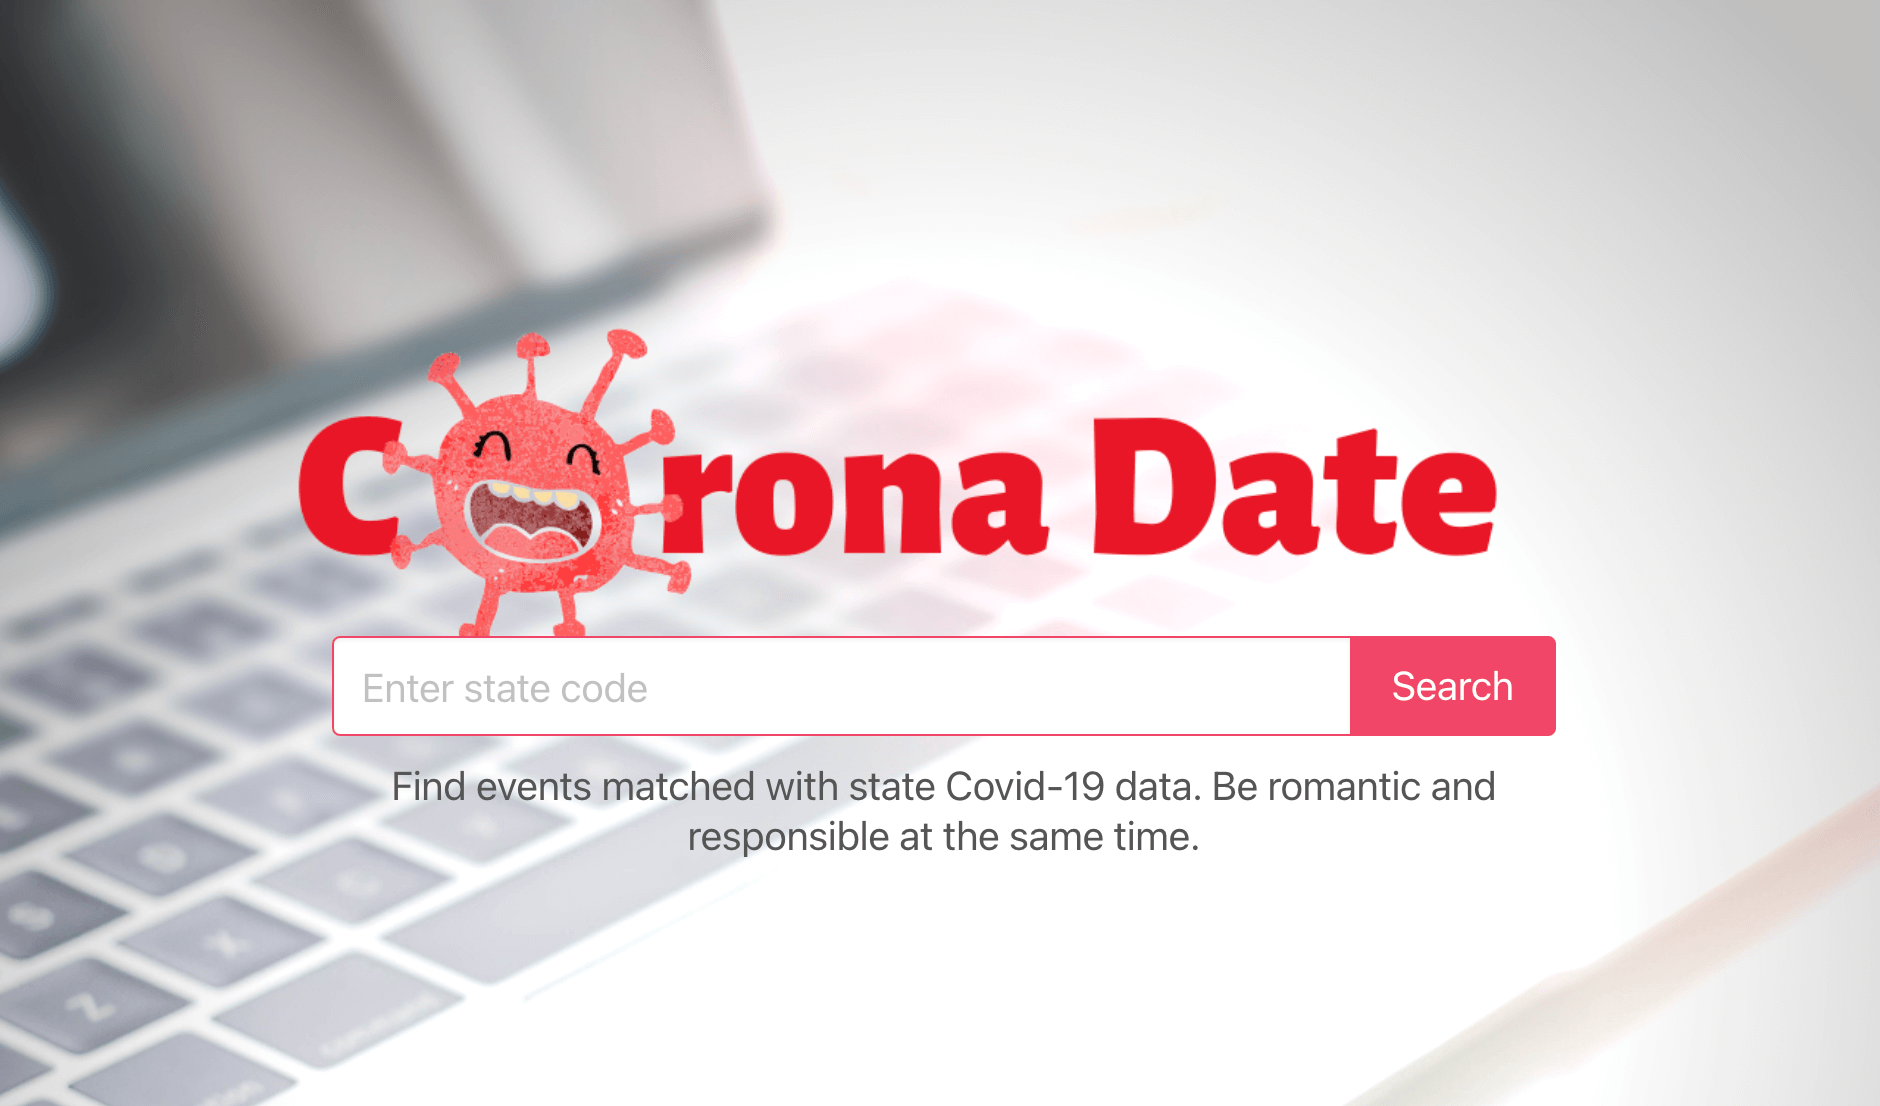 Corona Date
Enter state code
Search
Find events matched with state Covid-19 data. Be romantic and
responsible at the same time.
Z
X
S
D
C